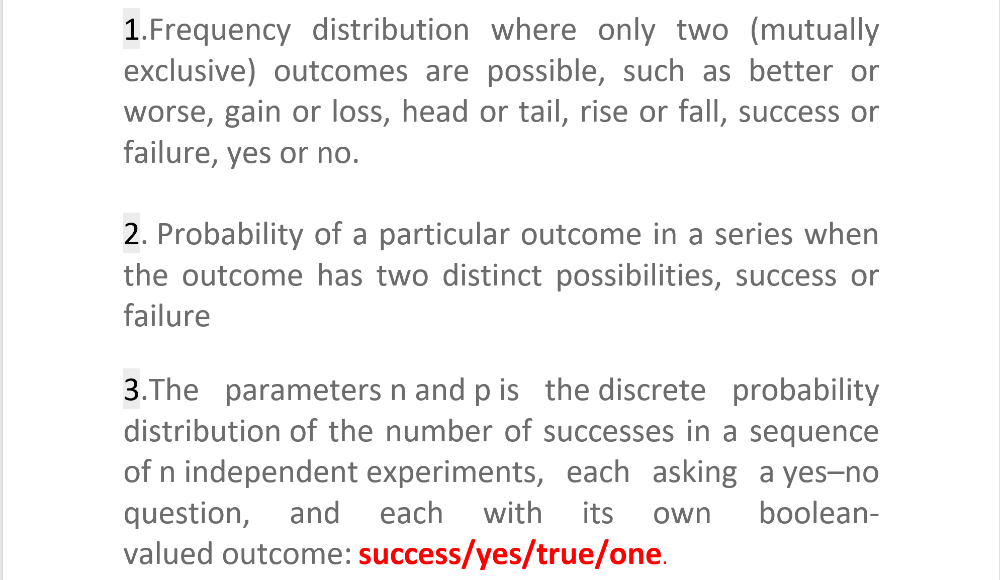 1.Frequency distribution where only two (mutually
exclusive) outcomes are possible, such as better or
worse, gain or loss, head or tail, rise or fall, success or
failure, yes or no.
2. Probability of a particular outcome in a series when
the outcome has two distinct possibilities, success or
failure
3.The parameters n and p is the discrete probability
distribution of the number of successes in a sequence
of n independent experiments, each asking a yes–no
question, and each with its own boolean-
valued outcome: success/yes/true/one.